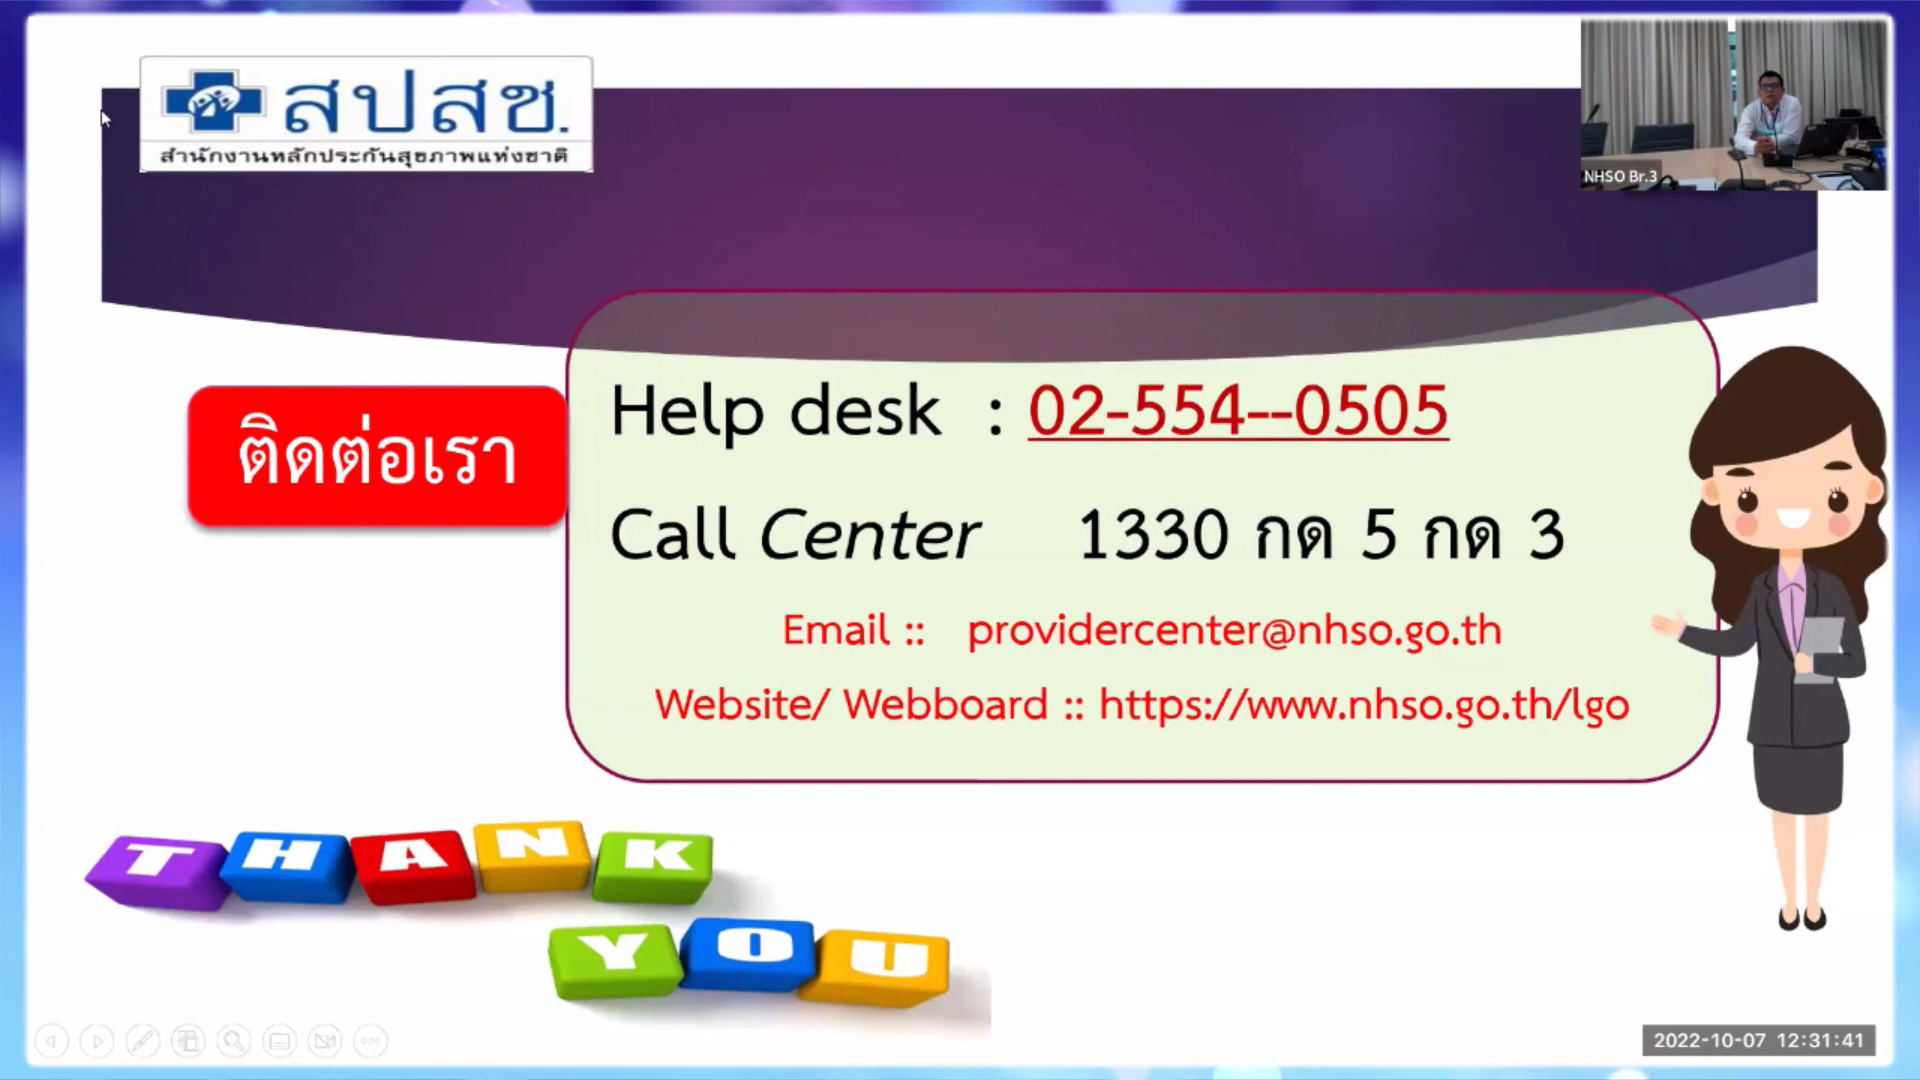 สปสช.
สำนักงานหลักประกันสุขภาพแห่งชาติ
NHSO Br.3
ติดต่อเรา
Help desk : 02-554--0505
Call Center 1330 กด 5 กด 3
Email :: providercenter@nhso.go.th
Website/ Webboard :: https://www.nhso.go.th/lgo
THANK
YOU
2022-10-07 12:31:41